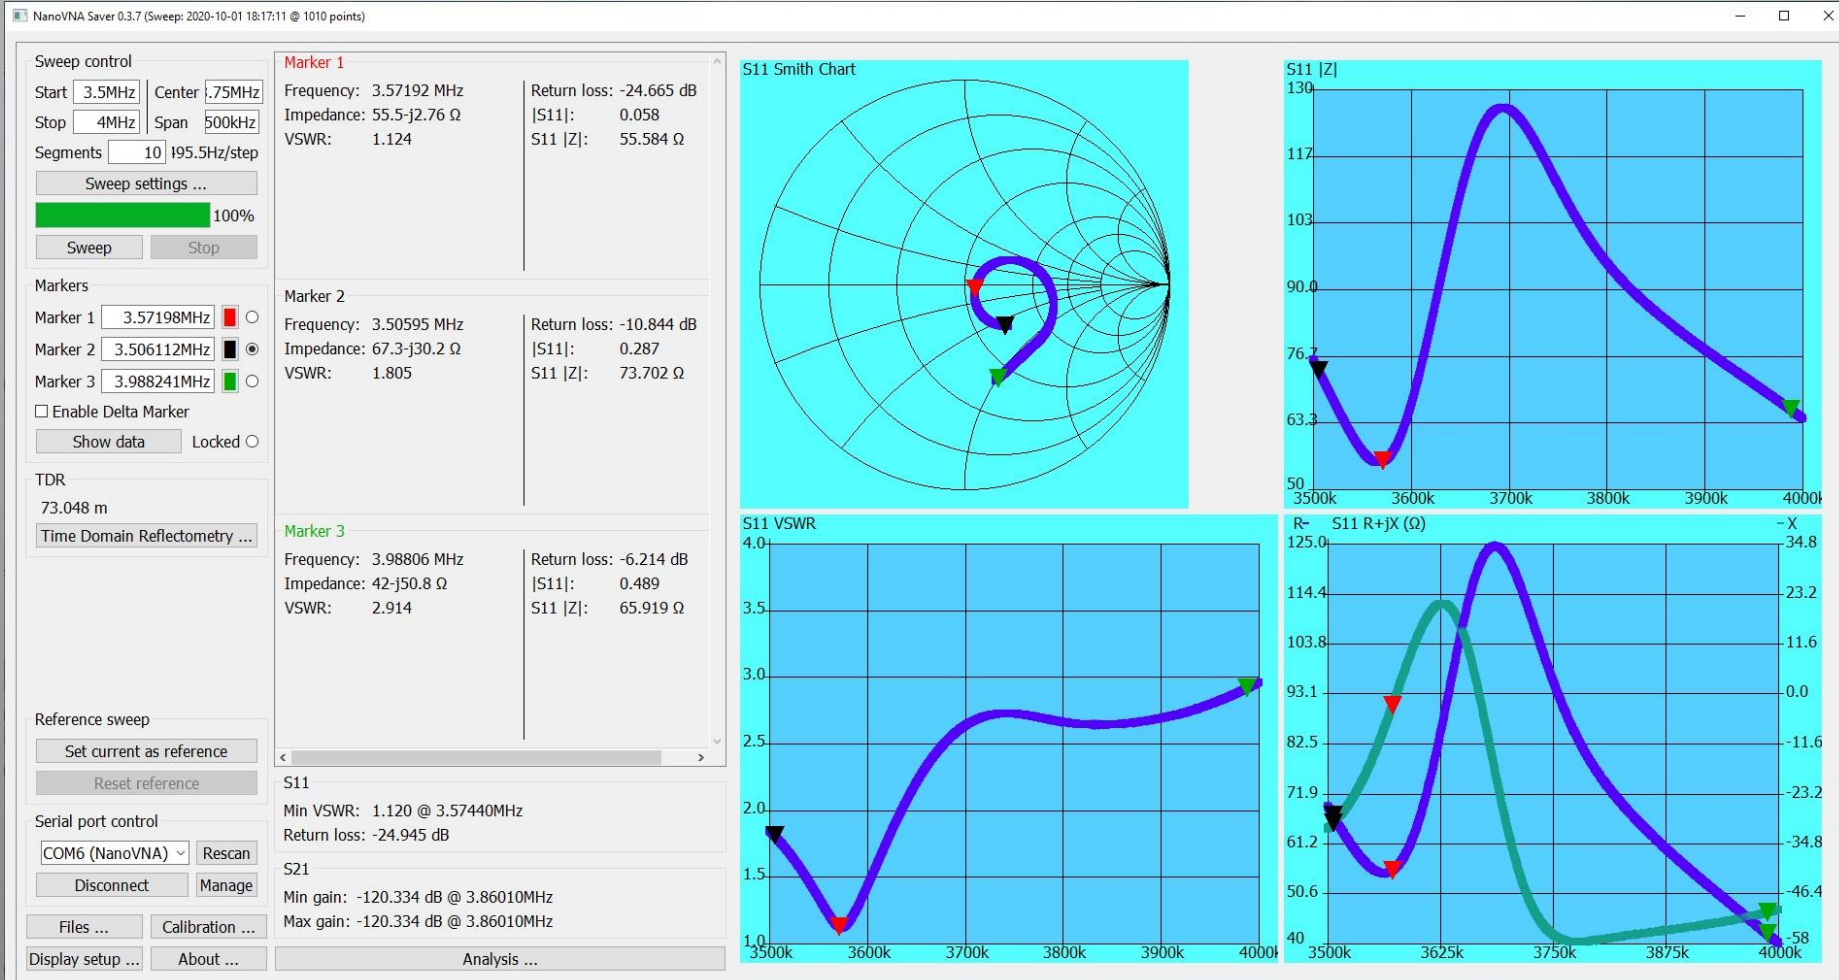 NanoVNA Saver 0.3.7 (Sweep: 2020-10-01 18:17:11 @ 1010 points)
Sweep control
Start 3.5MHz Center .75MHz
Stop 4MHz Span 500kHz
Segments 10 495.5Hz/step
Sweep settings ...
100%
Sweep Stop
Markers
Marker 1 3.57198MHz
Marker 2 3.506112MHz
Marker 3 3.988241MHz
Enable Delta Marker
Show data Locked
TDR
73.048 m
Time Domain Reflectometry ...
Reference sweep
Set current as reference
Reset reference
Serial port control
COM6 (NanoVNA) Rescan
Disconnect Manage
Files ... Calibration ...
Display setup ... About ...
Marker 1
Frequency: 3.57192 MHz Return loss: -24.665 dB
Impedance: 55.5-j2.76 Ω |S11|: 0.058
VSWR: 1.124 S11 |Z|: 55.584 Ω
Marker 2
Frequency: 3.50595 MHz Return loss: -10.844 dB
Impedance: 67.3-j30.2 Ω |S11|: 0.287
VSWR: 1.805 S11 |Z|: 73.702 Ω
Marker 3
Frequency: 3.98806 MHz Return loss: -6.214 dB
Impedance: 42-j50.8 Ω |S11|: 0.489
VSWR: 2.914 S11 |Z|: 65.919 Ω
S11
Min VSWR: 1.120 @ 3.57440MHz
Return loss: -24.945 dB
S21
Min gain: -120.334 dB @ 3.86010MHz
Max gain: -120.334 dB @ 3.86010MHz
Analysis ...
S11 Smith Chart
S11 |Z|
130
117
103
90.0
76.7
63.3
50
3500k 3600k 3700k 3800k 3900k 4000k
S11 VSWR
4.0
3.5
3.0
2.5
2.0
1.5
1.0
3500k 3600k 3700k 3800k 3900k 4000k
R S11 R+jX (Ω) X
125.0 34.8
114.4 23.2
103.8 11.6
93.1 0.0
82.5 -11.6
71.9 -23.2
61.2 -34.8
50.6 -46.4
40 -58
3500k 3625k 3750k 3875k 4000k